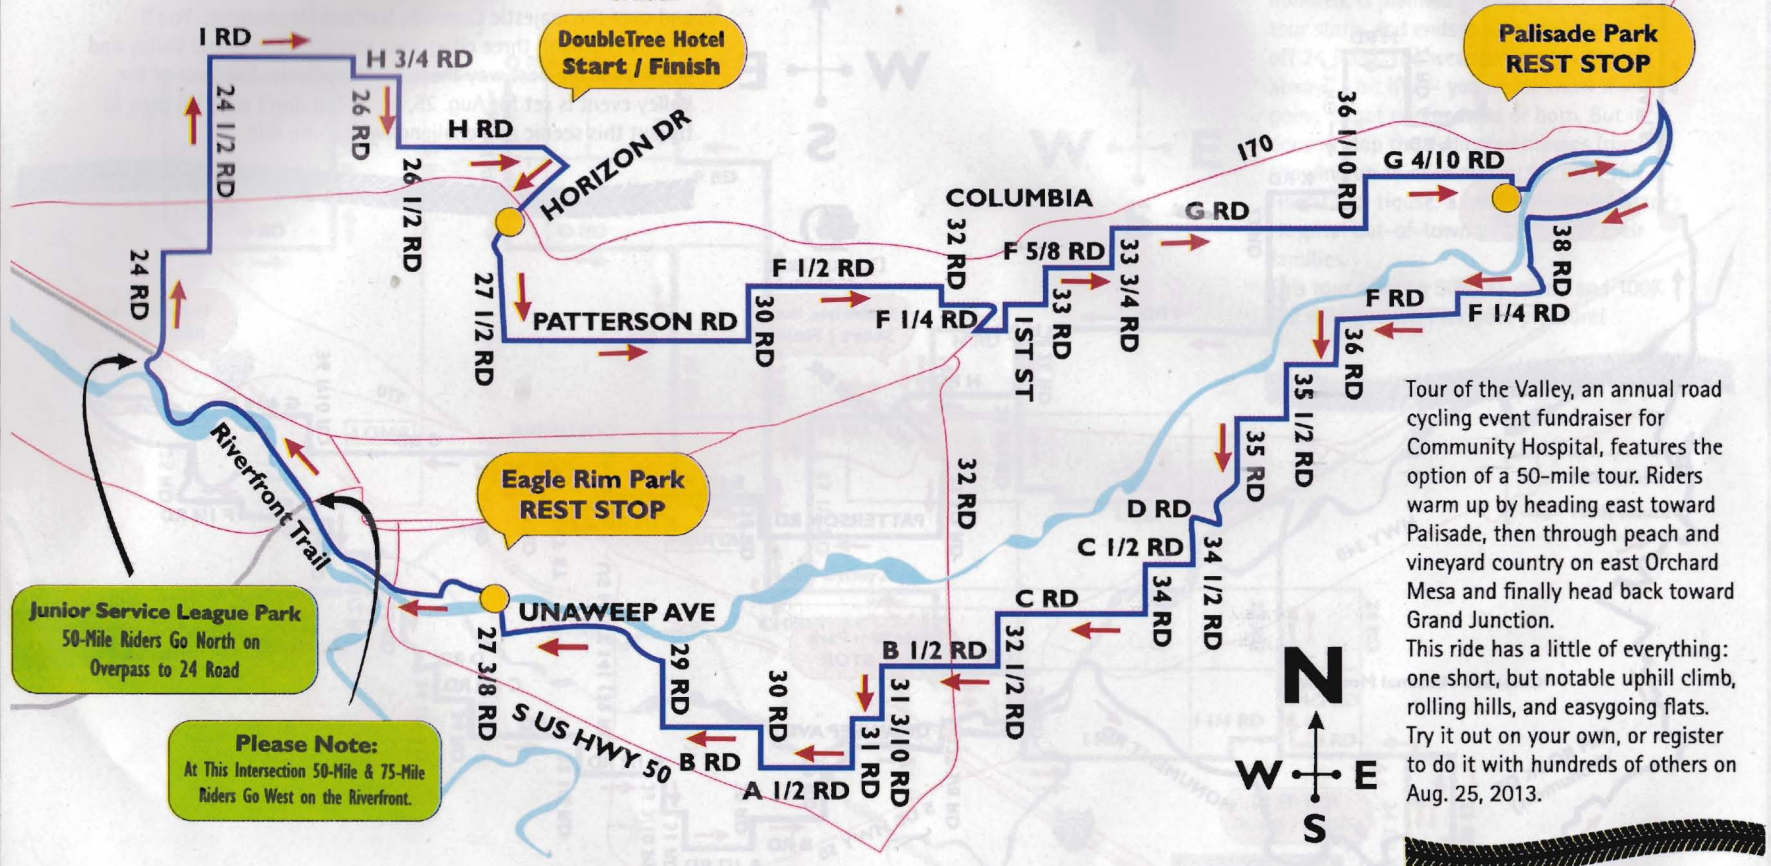 I RD
H 3/4 RD
DoubleTree Hotel
Start / Finish
Palisade Park
REST STOP
24 1/2 RD
26 RD
H RD
26 1/2 RD
HORIZON DR
I70
36 1/10 RD
G 4/10 RD
COLUMBIA
32 RD
G RD
F 5/8 RD
33 3/4 RD
38 RD
24 RD
27 1/2 RD
F 1/2 RD
30 RD
PATTERSON RD
F 1/4 RD
1ST ST
33 RD
F RD
F 1/4 RD
36 RD
35 1/2 RD
35 RD
Riverfront Trail
Eagle Rim Park
REST STOP
32 RD
D RD
C 1/2 RD
34 1/2 RD
34 RD
C RD
32 1/2 RD
B 1/2 RD
UNAWEEP AVE
27 3/8 RD
29 RD
30 RD
31 3/10 RD
31 RD
S US HWY 50
B RD
A 1/2 RD
Junior Service League Park
50-Mile Riders Go North on
Overpass to 24 Road
Please Note:
At This Intersection 50-Mile & 75-Mile
Riders Go West on the Riverfront.
N
W E
S
Tour of the Valley, an annual road
cycling event fundraiser for
Community Hospital, features the
option of a 50-mile tour. Riders
warm up by heading east toward
Palisade, then through peach and
vineyard country on east Orchard
Mesa and finally head back toward
Grand Junction.
This ride has a little of everything:
one short, but notable uphill climb,
rolling hills, and easygoing flats.
Try it out on your own, or register
to do it with hundreds of others on
Aug. 25, 2013.